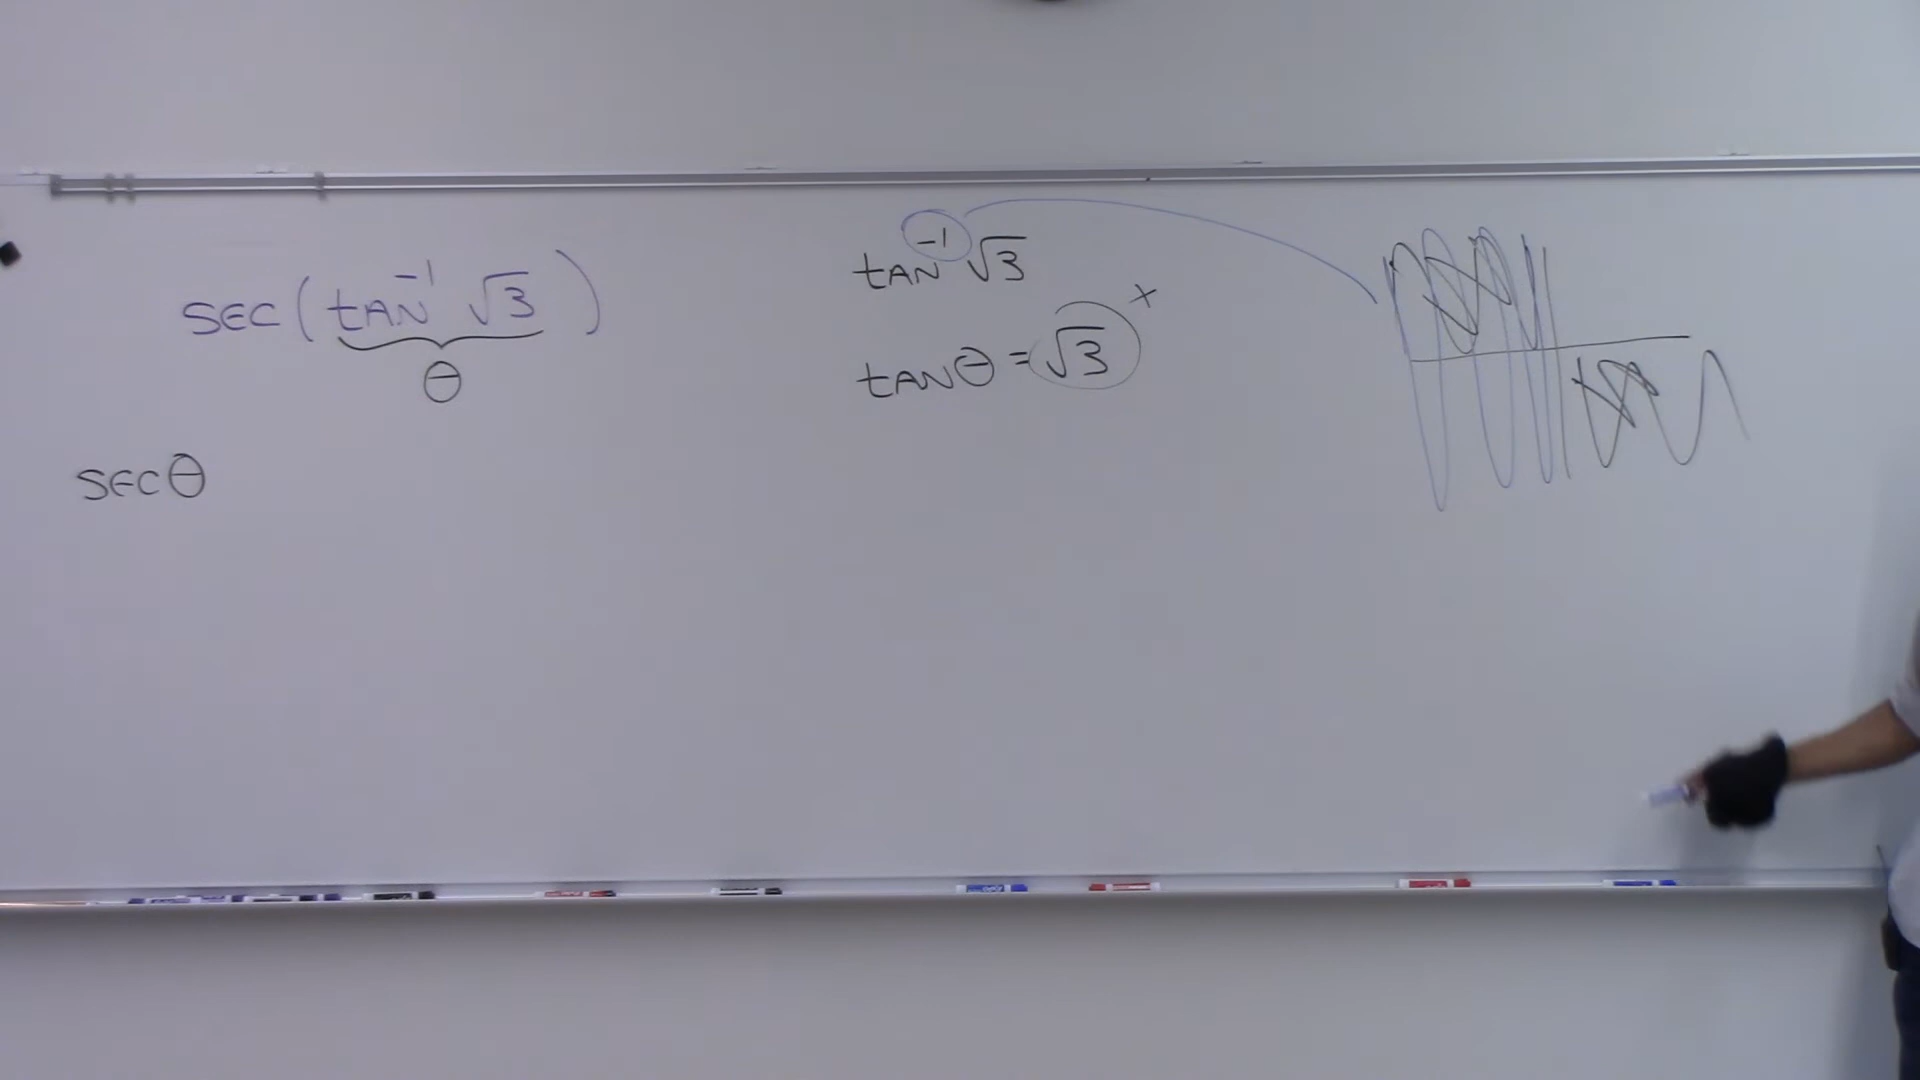 SEC(tAN⁻¹ √3)
θ
SEC θ
tAN⁻¹ √3
tAN θ = √3
+